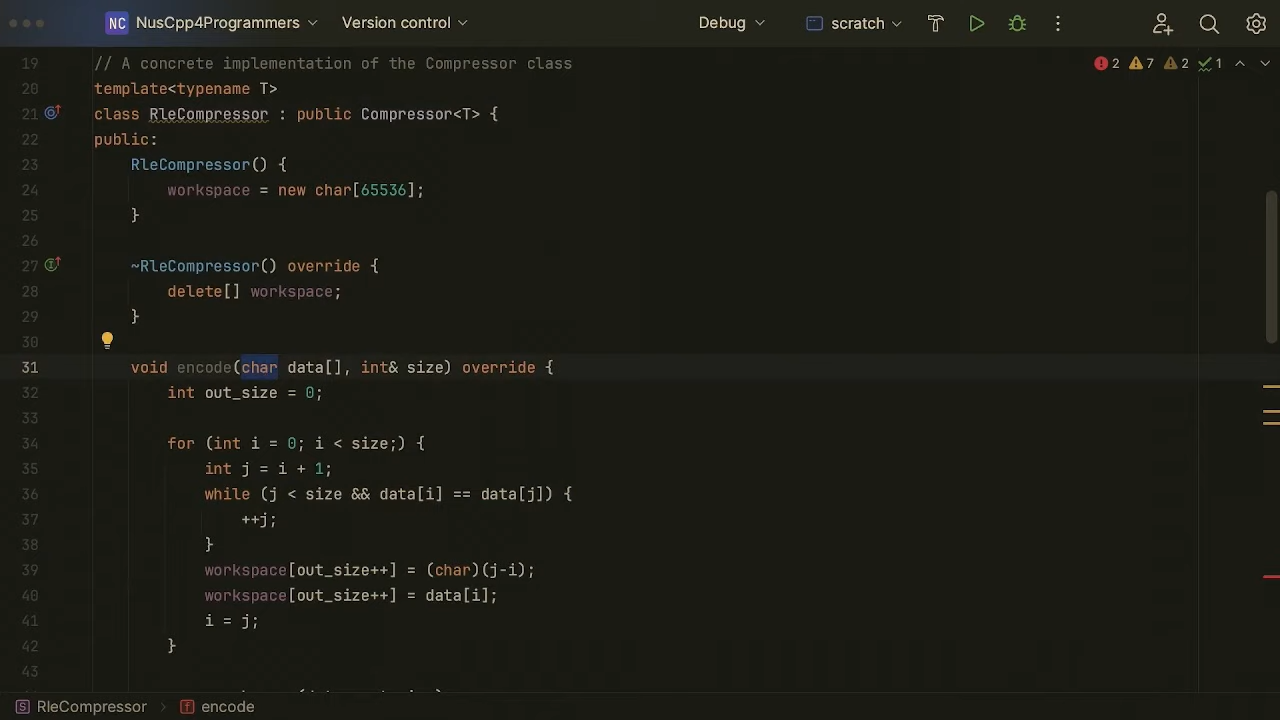 NC NusCpp4Programmers Version control Debug scratch
19 // A concrete implementation of the Compressor class
2 7 2 1
20 template<typename T>
21 class RleCompressor : public Compressor<T> {
22 public:
23 RleCompressor() {
24 workspace = new char[65536];
25 }
26
27 ~RleCompressor() override {
28 delete[] workspace;
29 }
30
31 void encode(char data[], int& size) override {
32 int out_size = 0;
33
34 for (int i = 0; i < size;) {
35 int j = i + 1;
36 while (j < size && data[i] == data[j]) {
37 ++j;
38 }
39 workspace[out_size++] = (char)(j-i);
40 workspace[out_size++] = data[i];
41 i = j;
42 }
43
S RleCompressor f encode